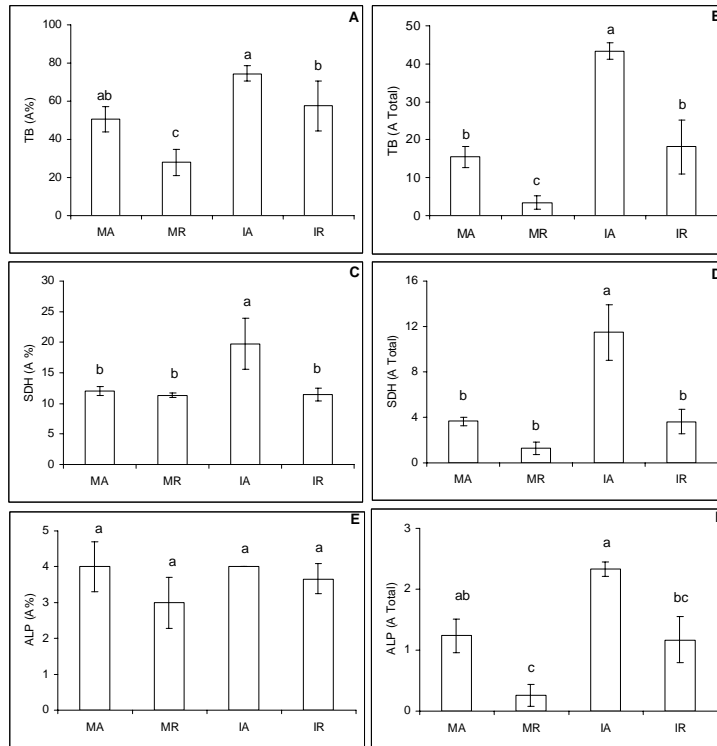 A
100
80
60
40
20
0
TB (A%)
ab
c
a
b
MA MR IA IR
50
40
30
20
10
0
TB (A Total)
b
c
a
b
MA MR IA IR
C
30
25
20
15
10
5
0
SDH (A %)
b
b
a
b
MA MR IA IR
D
16
12
8
4
0
SDH (A Total)
b
b
a
b
MA MR IA IR
E
5
4
3
2
1
0
ALP (A%)
a
a
a
a
MA MR IA IR
3
2
1
0
ALP (A Total)
ab
c
a
bc
MA MR IA IR